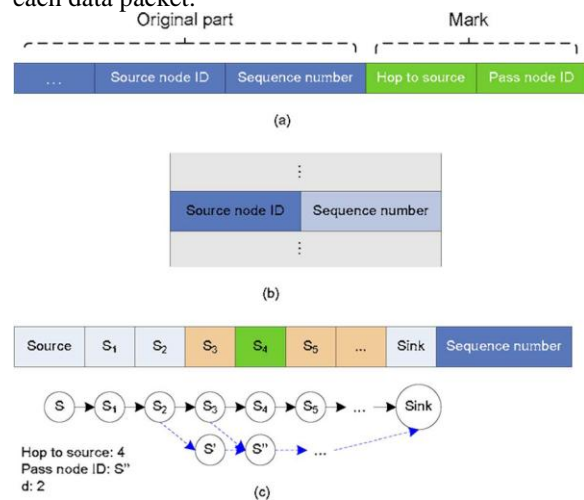 each data packet.
Original part Mark
... Source node ID Sequence number Hop to source Pass node ID
(a)
⋮
Source node ID Sequence number
⋮
(b)
Source S1 S2 S3 S4 S5 ... Sink Sequence number
S S1 S2 S3 S4 S5 ... Sink
S' S'' ...
Hop to source: 4
Pass node ID: S''
d: 2
(c)